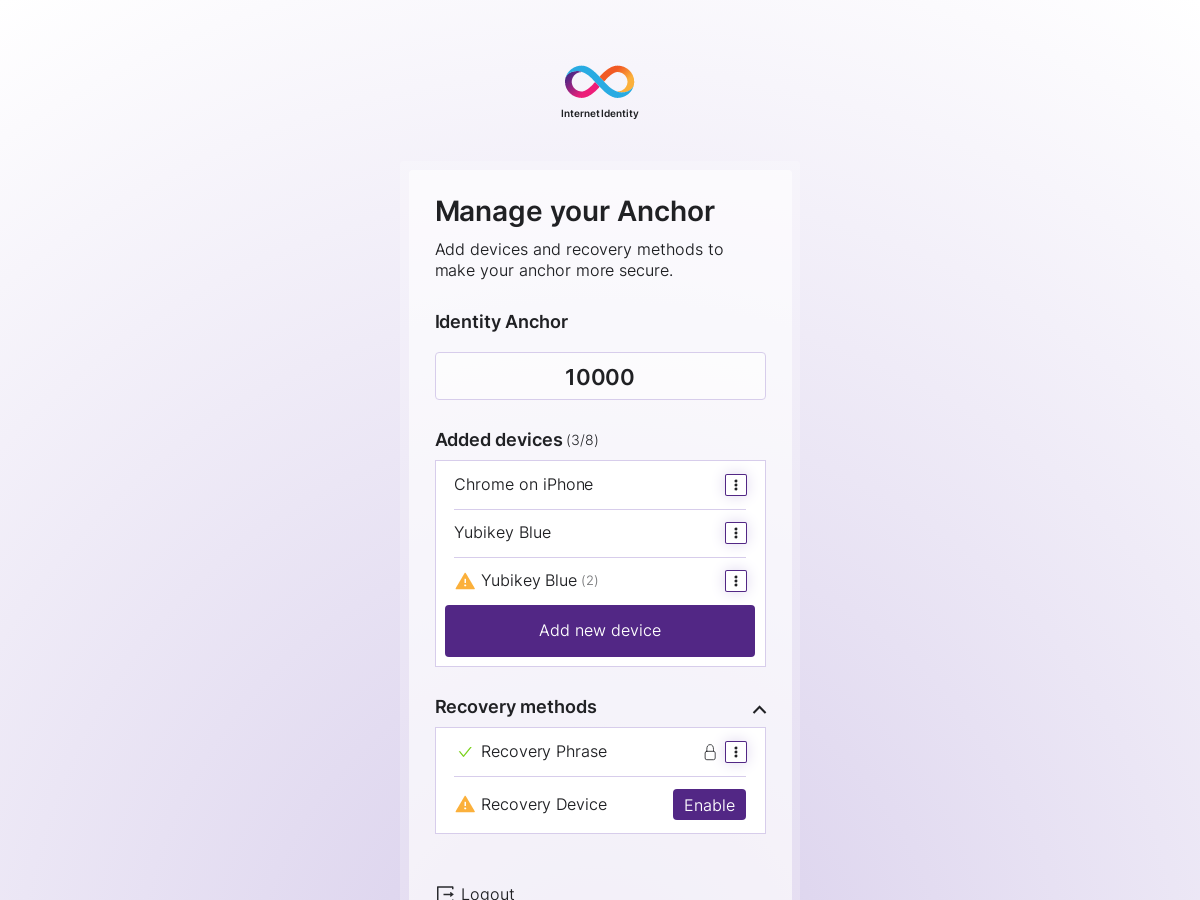 Internet Identity
Manage your Anchor
Add devices and recovery methods to
make your anchor more secure.
Identity Anchor
10000
Added devices (3/8)
Chrome on iPhone
Yubikey Blue
Yubikey Blue (2)
Add new device
Recovery methods
Recovery Phrase
Recovery Device Enable
Logout